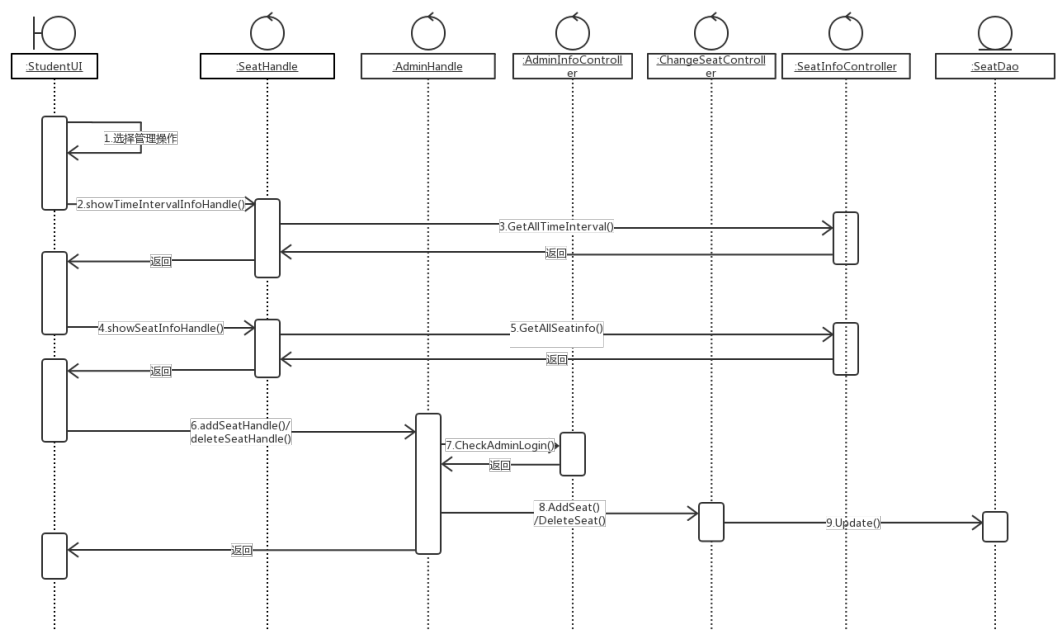 :StudentUI
:SeatHandle
:AdminHandle
:AdminInfoControll
er
:ChangeSeatControll
er
:SeatInfoController
:SeatDao
1.选择管理操作
2.showTimeIntervalInfoHandle()
3.GetAllTimeInterval()
返回
返回
4.showSeatInfoHandle()
5.GetAllSeatinfo()
返回
返回
6.addSeatHandle()/
deleteSeatHandle()
7.CheckAdminLogin()
返回
8.AddSeat()
/DeleteSeat()
9.Update()
返回